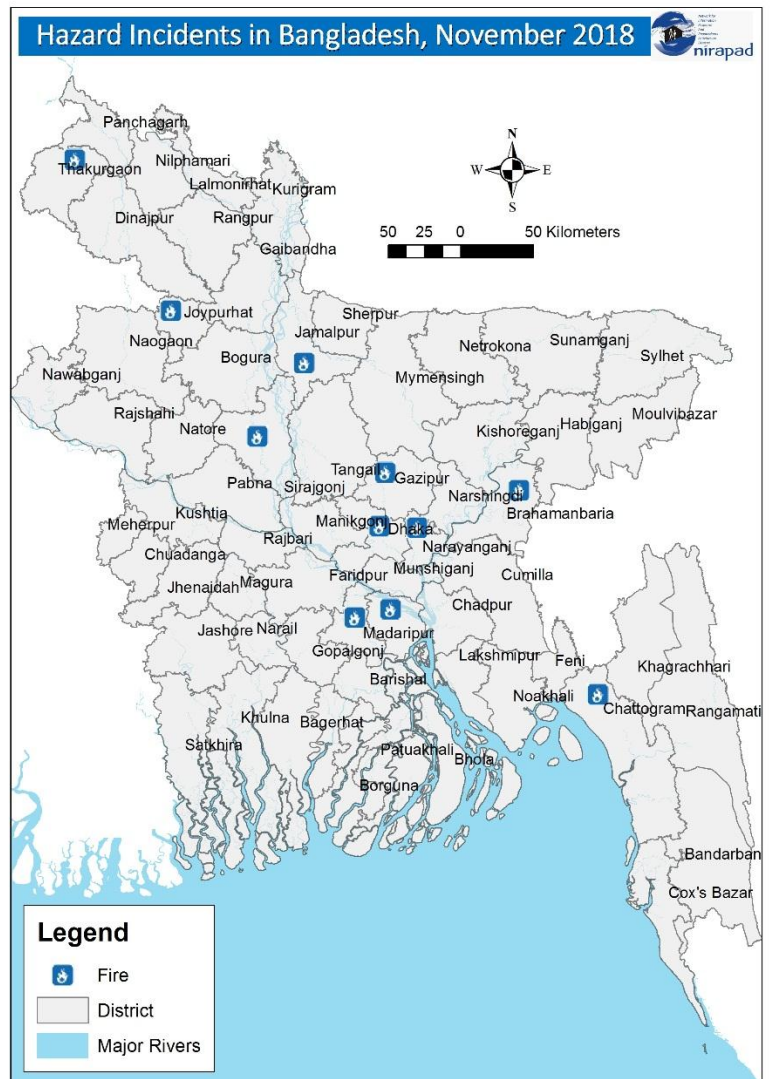 Hazard Incidents in Bangladesh, November 2018
nirapad
Panchagarh
Thakurgaon
Nilphamari
Lalmonirhat
Kurigram
Dinajpur
Rangpur
Gaibandha
N
W
E
S
50 25 0 50 Kilometers
Joypurhat
Sherpur
Jamalpur
Naogaon
Bogura
Netrokona
Sunamganj
Sylhet
Nawabganj
Mymensingh
Rajshahi
Natore
Kishoreganj
Habiganj
Moulvibazar
Tangail
Gazipur
Pabna
Sirajgonj
Narshingdi
Brahamanbaria
Kushtia
Meherpur
Manikgonj
Dhaka
Rajbari
Narayanganj
Chuadanga
Faridpur
Munshiganj
Cumilla
Jhenaidah
Magura
Chadpur
Jashore
Narail
Madaripur
Gopalgonj
Lakshmipur
Feni
Khagrachhari
Barishal
Noakhali
Chattogram
Rangamati
Khulna
Bagerhat
Satkhira
Patuakhali
Bhola
Borguna
Bandarban
Cox's Bazar
Legend
Fire
District
Major Rivers